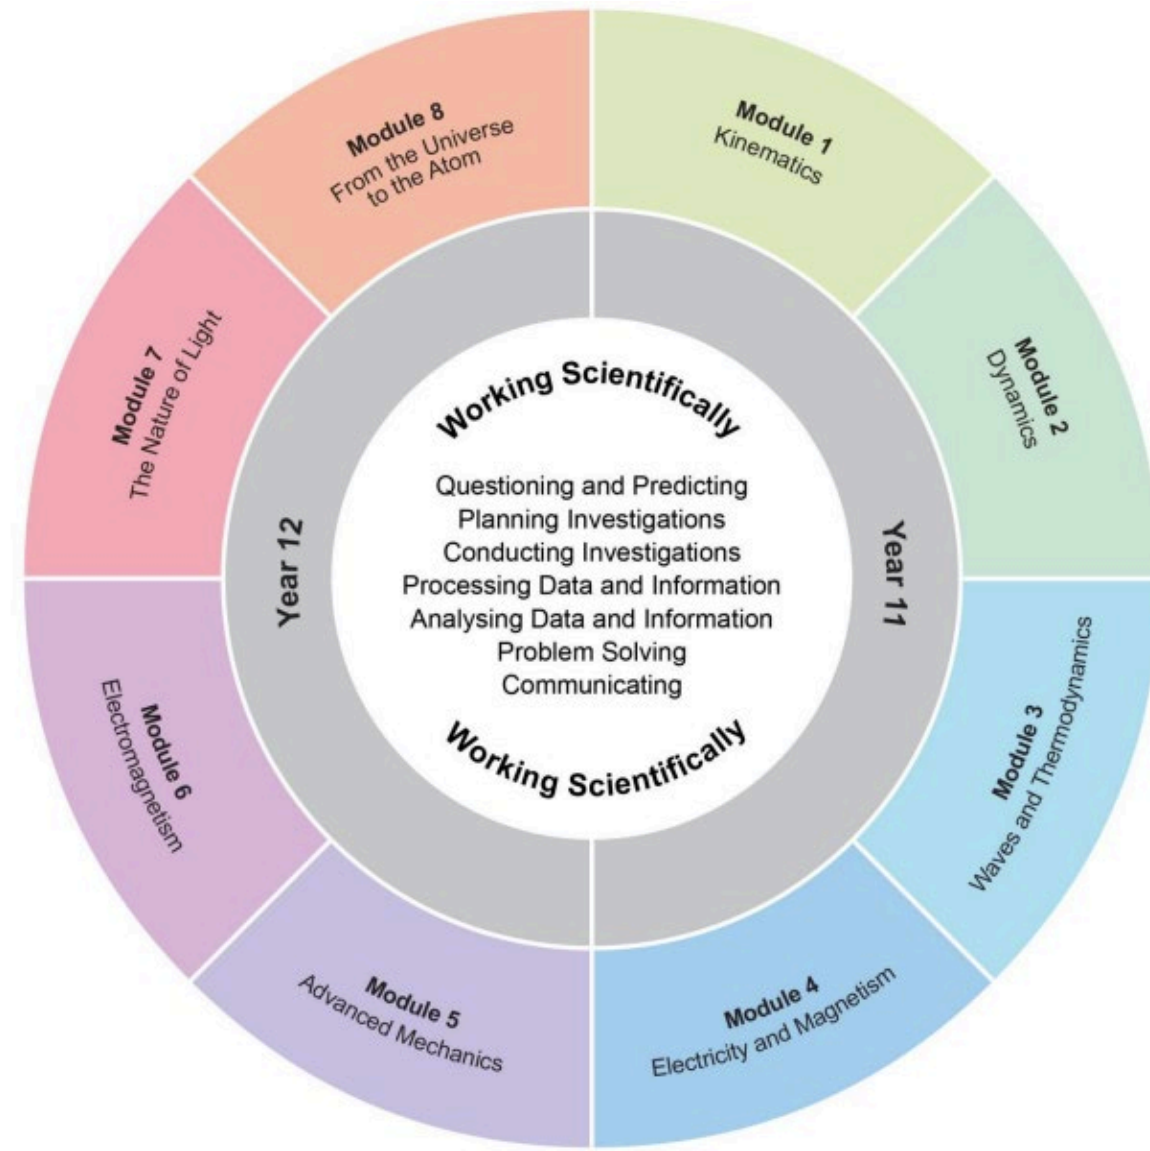 Module 1
Kinematics
Module 2
Dynamics
Module 3
Waves and Thermodynamics
Module 4
Electricity and Magnetism
Module 5
Advanced Mechanics
Module 6
Electromagnetism
Module 7
The Nature of Light
Module 8
From the Universe
to the Atom
Year 11
Year 12
Working Scientifically
Questioning and Predicting
Planning Investigations
Conducting Investigations
Processing Data and Information
Analysing Data and Information
Problem Solving
Communicating
Working Scientifically